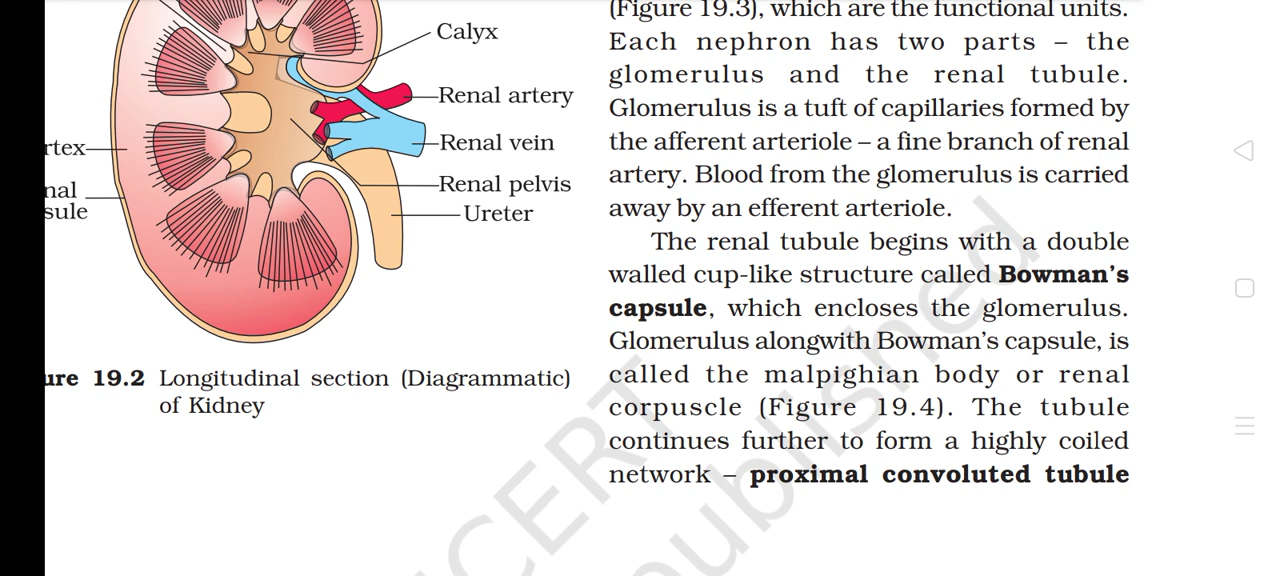 Calyx
Renal artery
Renal vein
rtex
Renal pelvis
nal
sule
Ureter
ure 19.2 Longitudinal section (Diagrammatic)
of Kidney
(Figure 19.3), which are the functional units.
Each nephron has two parts – the
glomerulus and the renal tubule.
Glomerulus is a tuft of capillaries formed by
the afferent arteriole – a fine branch of renal
artery. Blood from the glomerulus is carried
away by an efferent arteriole.
The renal tubule begins with a double
walled cup-like structure called Bowman's
capsule, which encloses the glomerulus.
Glomerulus alongwith Bowman's capsule, is
called the malpighian body or renal
corpuscle (Figure 19.4). The tubule
continues further to form a highly coiled
network – proximal convoluted tubule
CERT
published